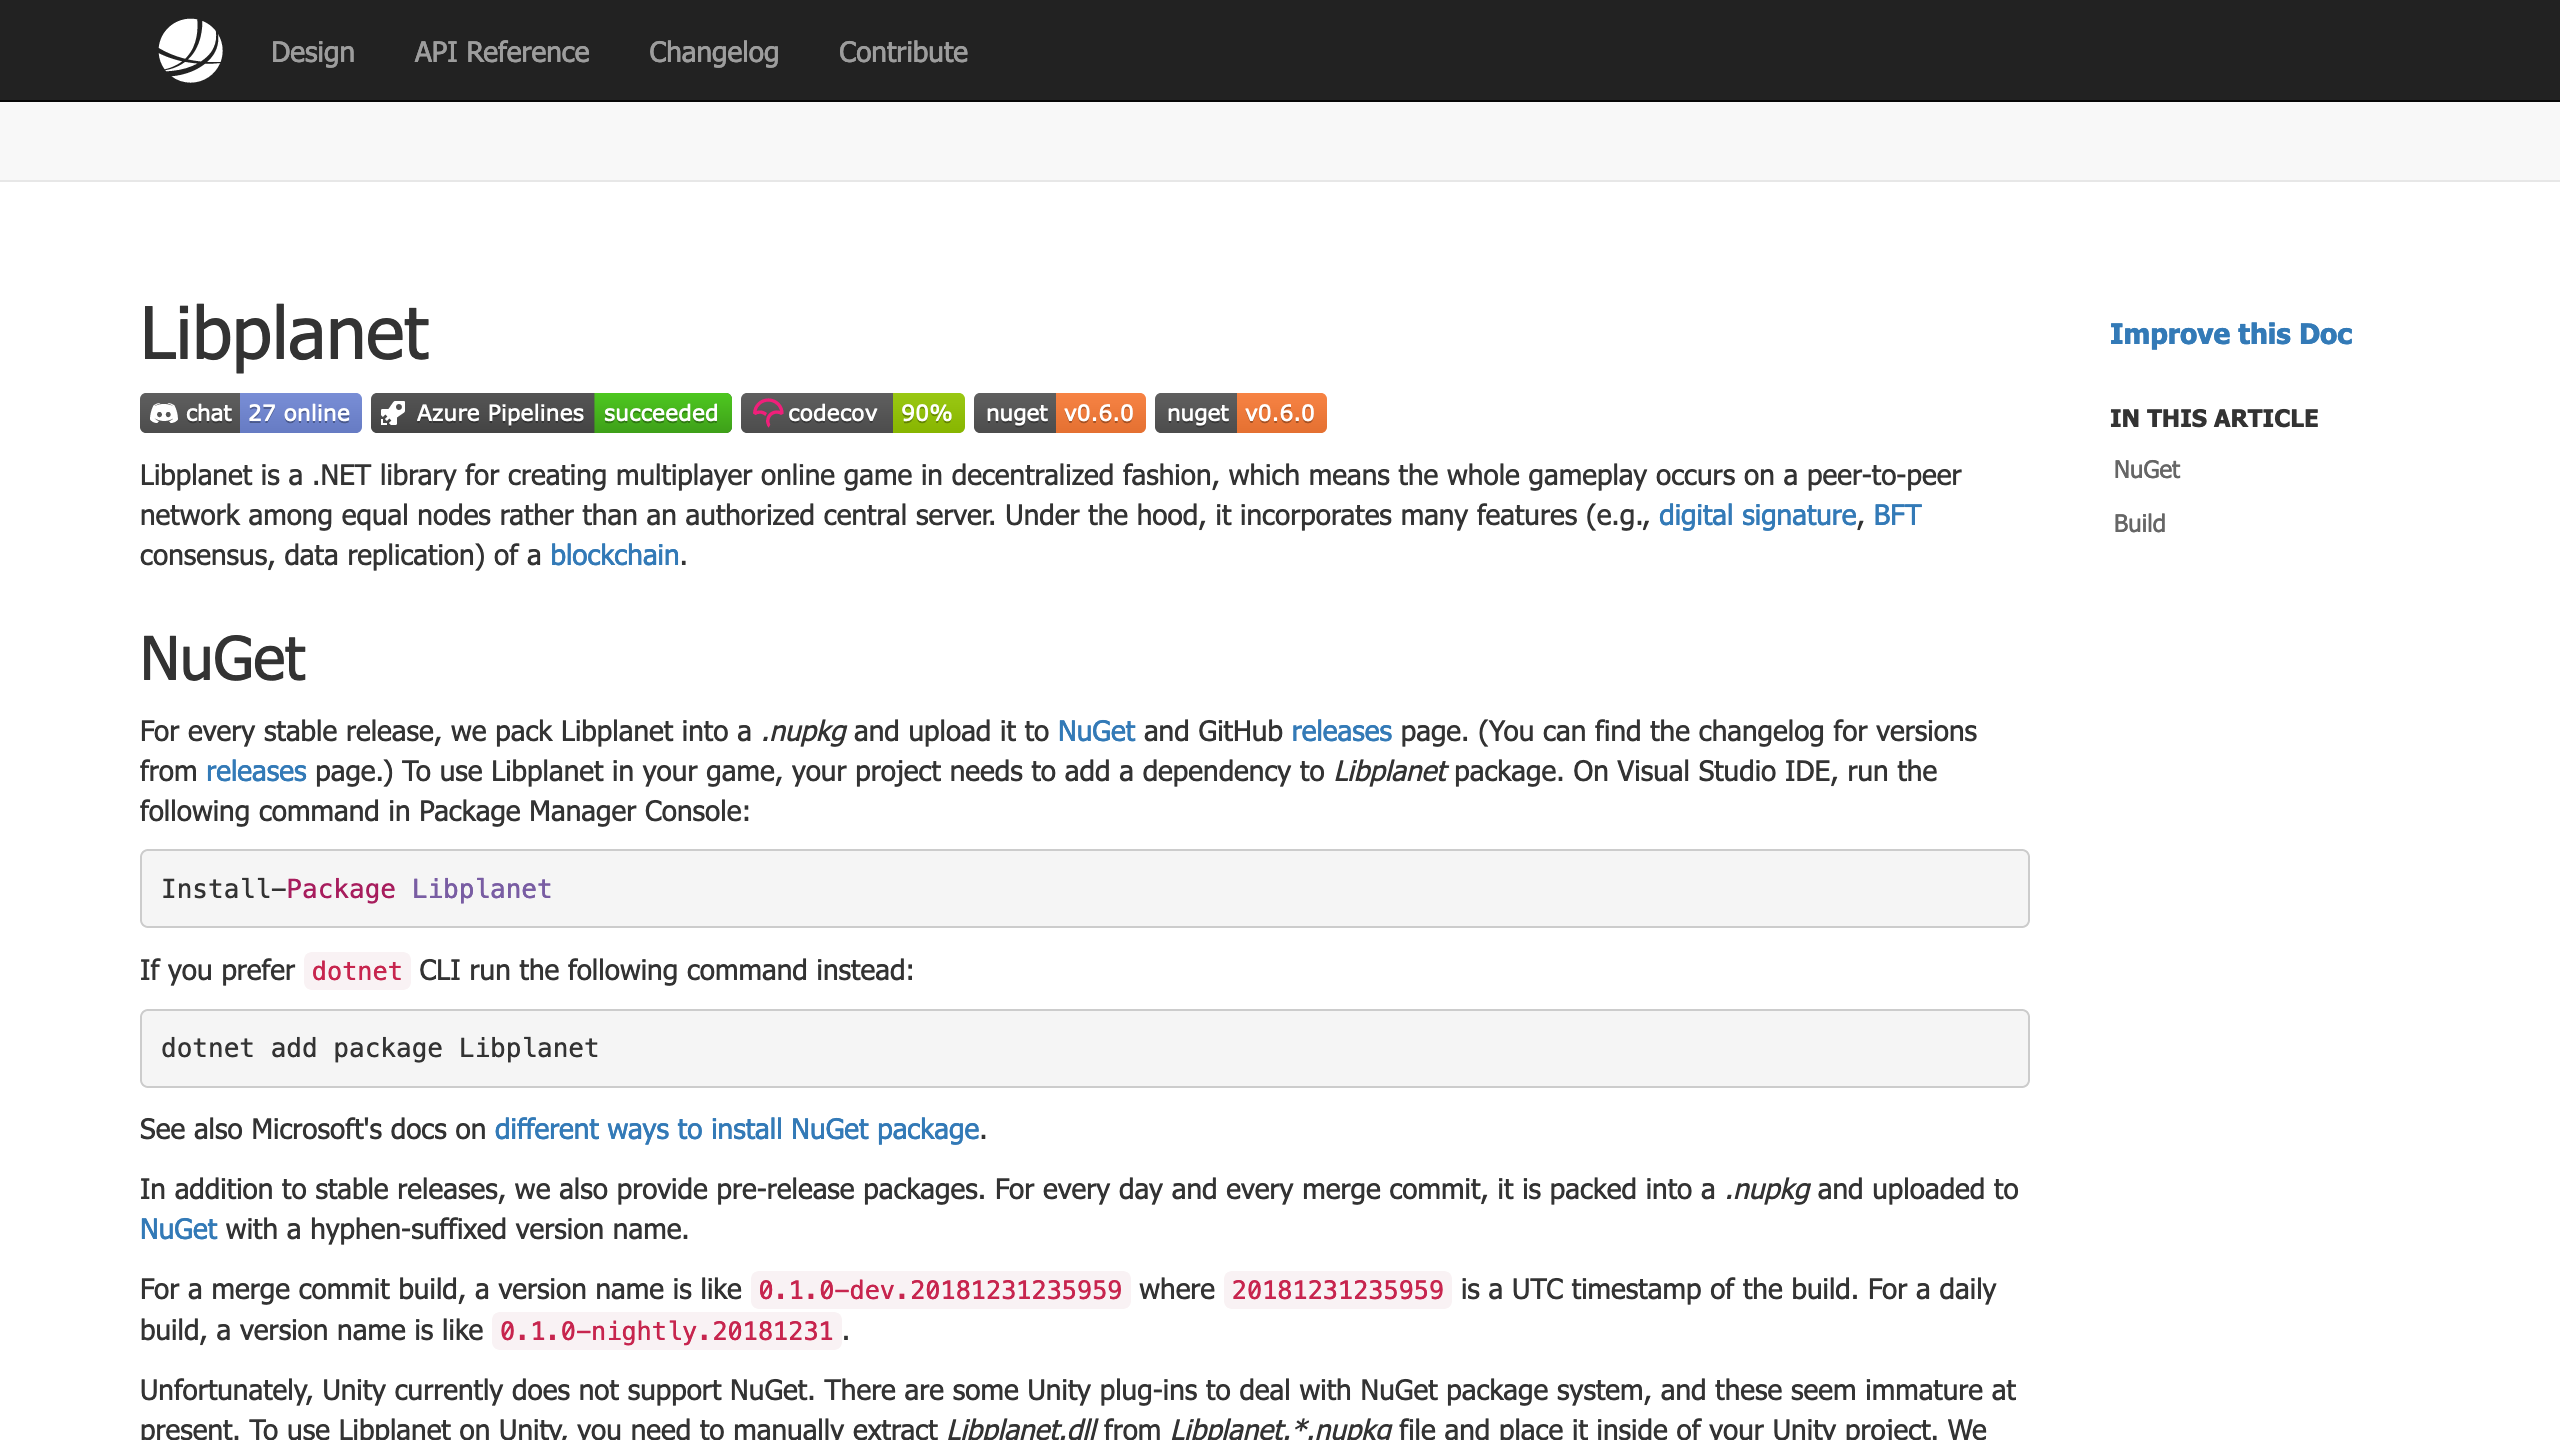 Design API Reference Changelog Contribute
Libplanet
chat 27 online Azure Pipelines succeeded codecov 90% nuget v0.6.0 nuget v0.6.0
Libplanet is a .NET library for creating multiplayer online game in decentralized fashion, which means the whole gameplay occurs on a peer-to-peer
network among equal nodes rather than an authorized central server. Under the hood, it incorporates many features (e.g., digital signature, BFT
consensus, data replication) of a blockchain.
NuGet
For every stable release, we pack Libplanet into a .nupkg and upload it to NuGet and GitHub releases page. (You can find the changelog for versions
from releases page.) To use Libplanet in your game, your project needs to add a dependency to Libplanet package. On Visual Studio IDE, run the
following command in Package Manager Console:
Install-Package Libplanet
If you prefer dotnet CLI run the following command instead:
dotnet add package Libplanet
See also Microsoft's docs on different ways to install NuGet package.
In addition to stable releases, we also provide pre-release packages. For every day and every merge commit, it is packed into a .nupkg and uploaded to
NuGet with a hyphen-suffixed version name.
For a merge commit build, a version name is like 0.1.0-dev.20181231235959 where 20181231235959 is a UTC timestamp of the build. For a daily
build, a version name is like 0.1.0-nightly.20181231.
Unfortunately, Unity currently does not support NuGet. There are some Unity plug-ins to deal with NuGet package system, and these seem immature at
present. To use Libplanet on Unity, you need to manually extract Libplanet.dll from Libplanet.*.nupkg file and place it inside of your Unity project. We
Improve this Doc
IN THIS ARTICLE
NuGet
Build